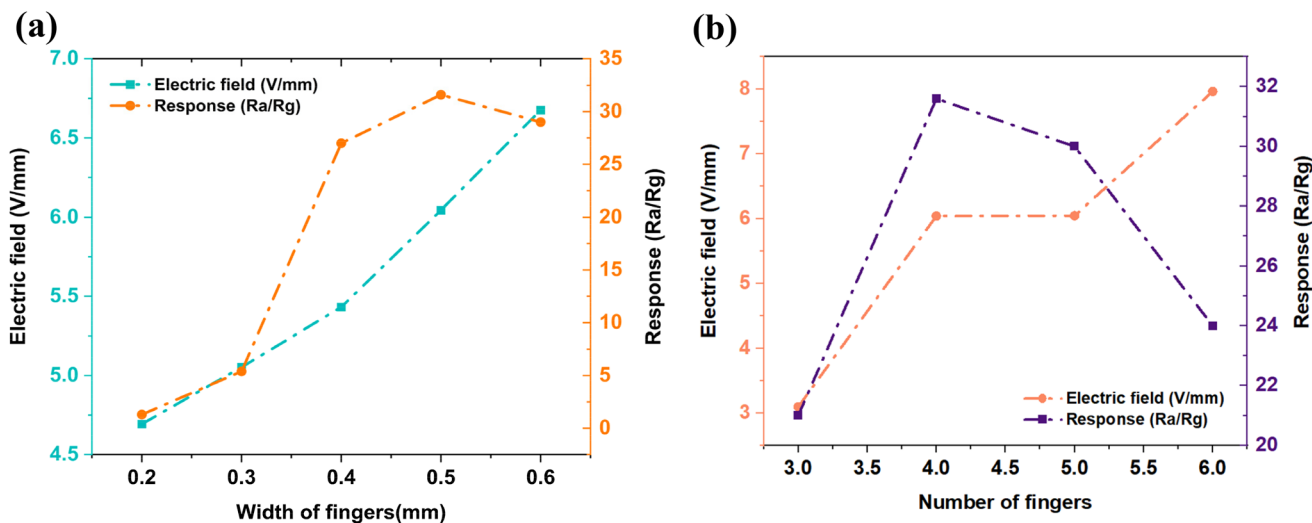 (a)
Electric field (V/mm)
Response (Ra/Rg)
7.0
6.5
6.0
5.5
5.0
4.5
Electric field (V/mm)
35
30
25
20
15
10
5
0
Response (Ra/Rg)
0.2 0.3 0.4 0.5 0.6
Width of fingers(mm)
(b)
8
7
6
5
4
3
Electric field (V/mm)
Electric field (V/mm)
Response (Ra/Rg)
32
30
28
26
24
21
22
20
Response (Ra/Rg)
3.0 3.5 4.0 4.5 5.0 5.5 6.0
Number of fingers